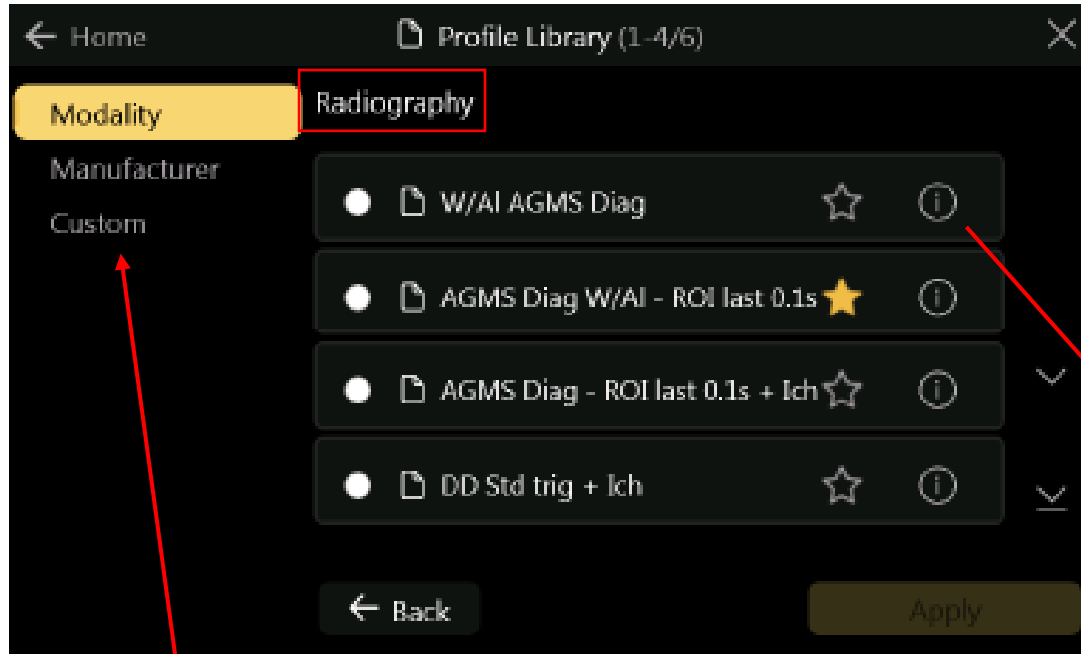 Home
Profile Library (1-4/6)
Modality
Manufacturer
Custom
Radiography
W/Al AGMS Diag
AGMS Diag W/Al - ROI last 0.1s
AGMS Diag - ROI last 0.1s + Ich
DD Std trig + Ich
Back
Apply